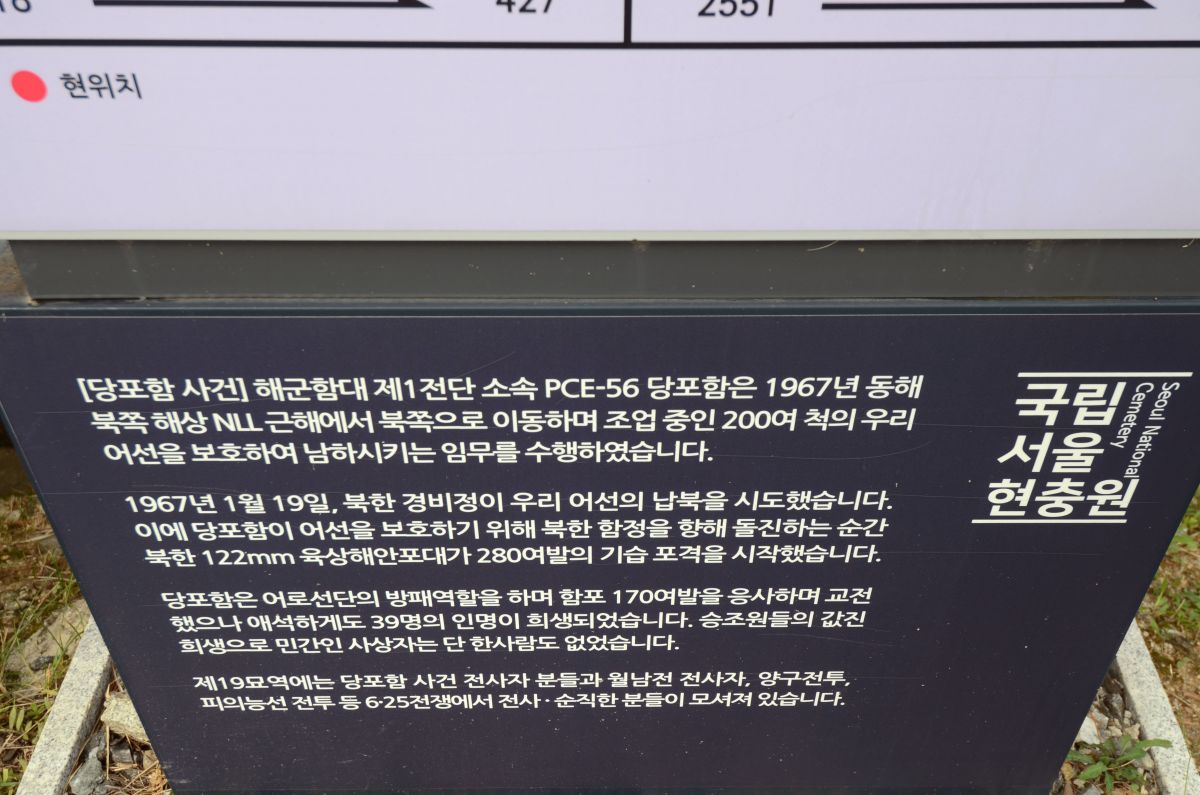 427
2551
현위치
[당포함 사건] 해군함대 제1전단 소속 PCE-56 당포함은 1967년 동해
북쪽 해상 NLL 근해에서 북쪽으로 이동하며 조업 중인 200여 척의 우리
어선을 보호하여 남하시키는 임무를 수행하였습니다.
1967년 1월 19일, 북한 경비정이 우리 어선의 납북을 시도했습니다.
이에 당포함이 어선을 보호하기 위해 북한 함정을 향해 돌진하는 순간
북한 122mm 육상해안포대가 280여발의 기습 포격을 시작했습니다.
당포함은 어로선단의 방패역할을 하며 함포 170여발을 응사하며 교전
했으나 애석하게도 39명의 인명이 희생되었습니다. 승조원들의 값진
희생으로 민간인 사상자는 단 한사람도 없었습니다.
제19묘역에는 당포함 사건 전사자 분들과 월남전 전사자, 양구전투,
피의능선 전투 등 6·25전쟁에서 전사·순직한 분들이 모셔져 있습니다.
국립
서울
현충원
Seoul National
Cemetery